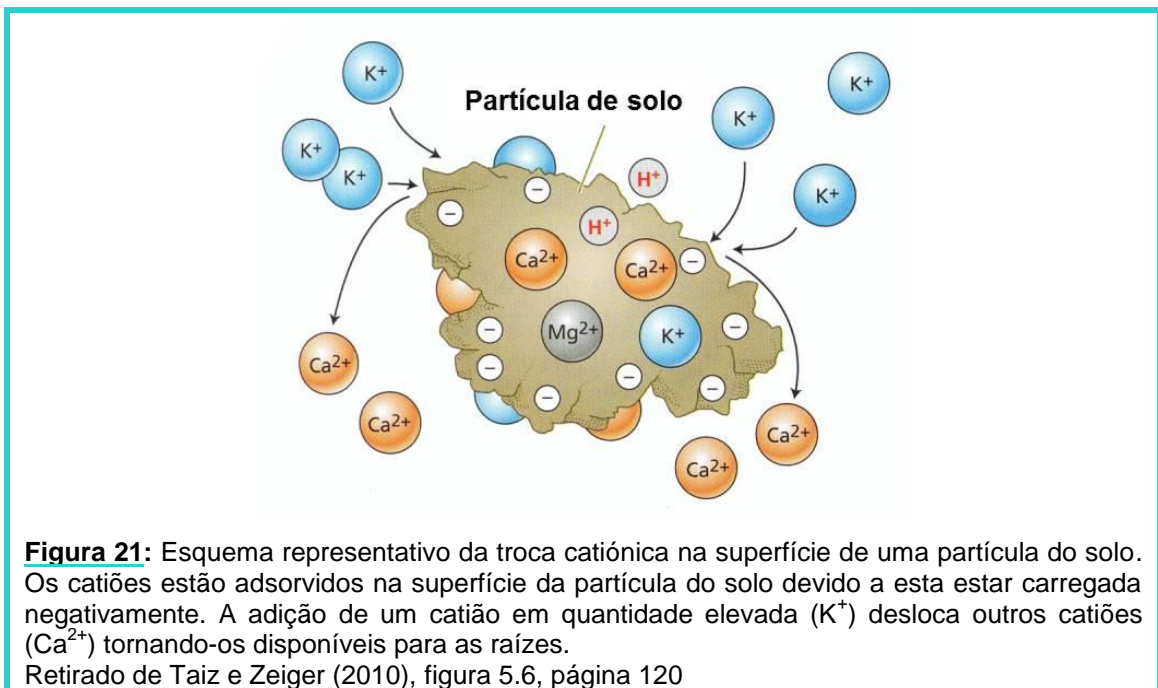 K+
K+
Partícula de solo
K+
K+
K+
H+
K+
K+
−
H+
−
Ca2+
Ca2+
−
Mg2+
K+
−
−
Ca2+
−
−
−
−
Ca2+
Ca2+
Ca2+
Figura 21: Esquema representativo da troca catiónica na superfície de uma partícula do solo.
Os catiões estão adsorvidos na superfície da partícula do solo devido a esta estar carregada
negativamente. A adição de um catião em quantidade elevada (K+) desloca outros catiões
(Ca2+) tornando-os disponíveis para as raízes.
Retirado de Taiz e Zeiger (2010), figura 5.6, página 120